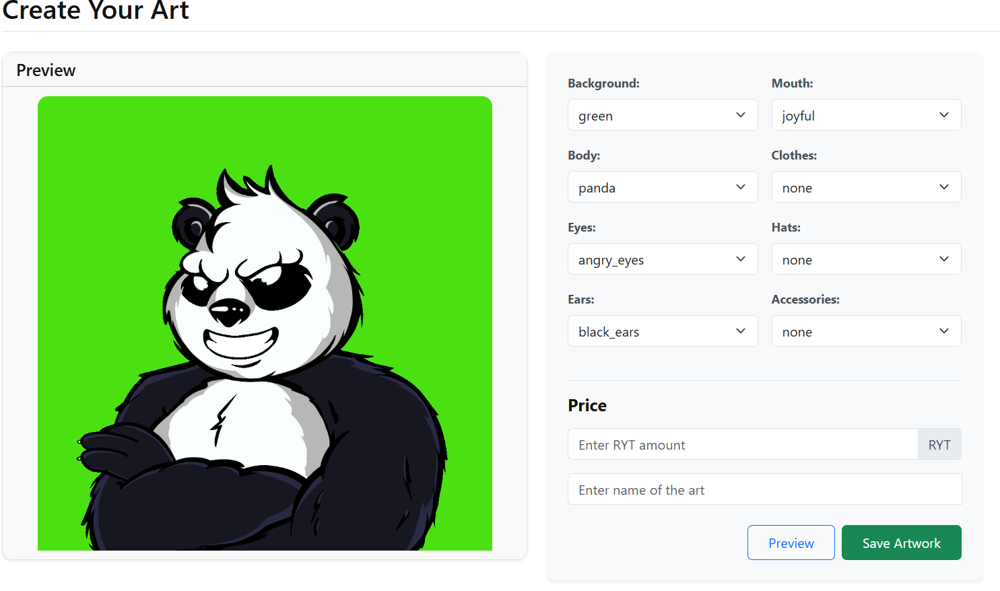 Create Your Art
Preview
Background:
green
Mouth:
joyful
Body:
panda
Clothes:
none
Eyes:
angry_eyes
Hats:
none
Ears:
black_ears
Accessories:
none
Price
Enter RYT amount
RYT
Enter name of the art
Preview
Save Artwork